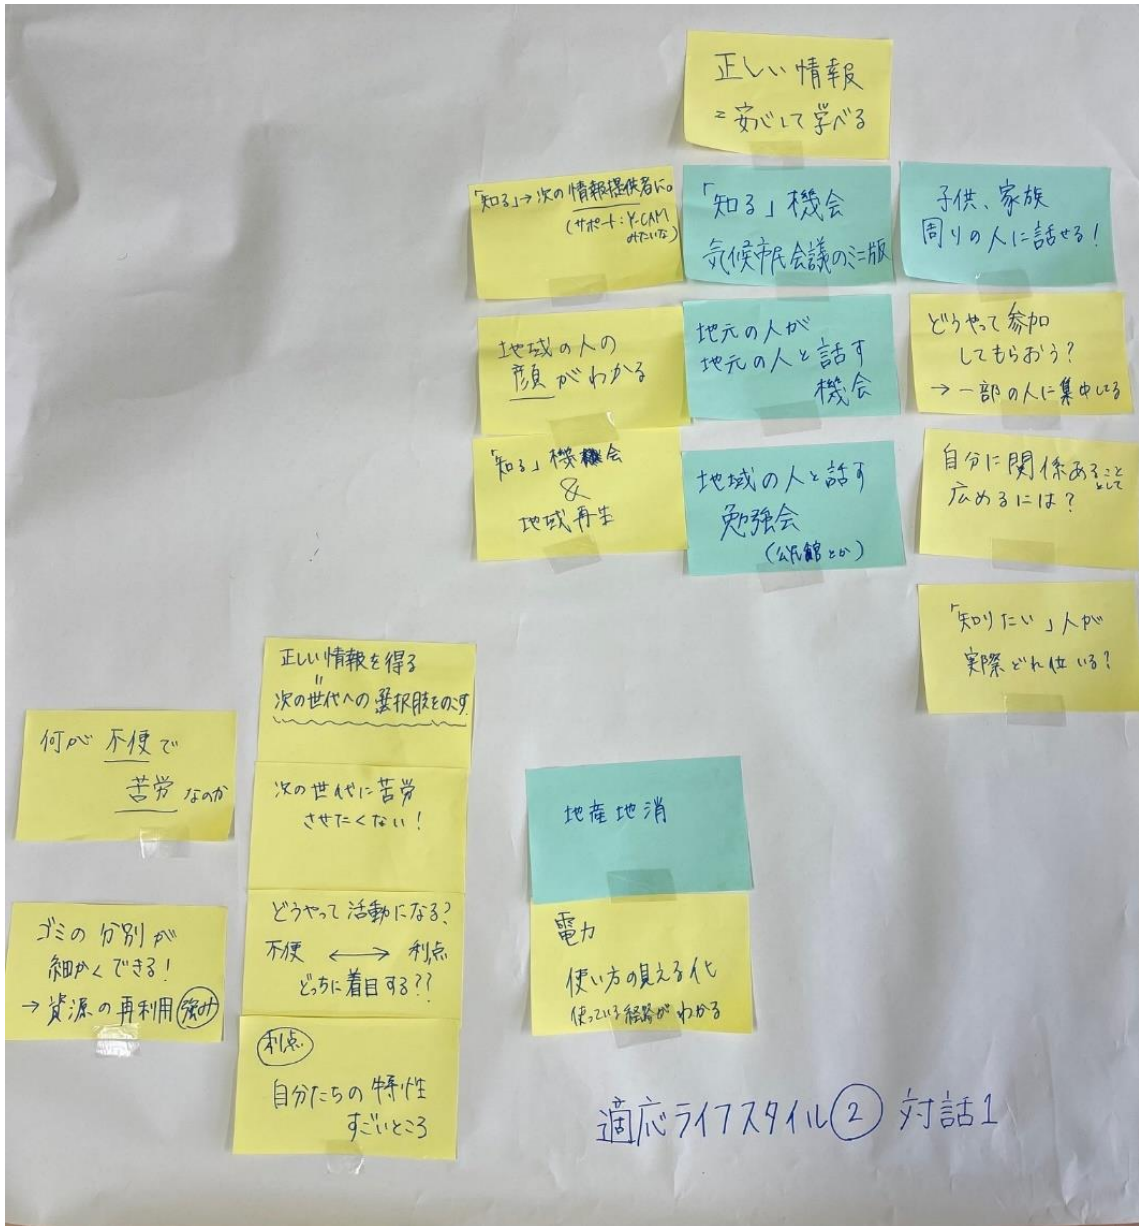 正しい情報
=安心して学べる
「知る」→次の情報提供者に。
(サポート:Y-CAM
みたいな)
「知る」機会
気候市民会議のミニ版
子供、家族
周りの人に話せる!
地域の人の
顔がわかる
地元の人が
地元の人と話す
機会
どうやって参加
してもらおう?
→一部の人に集中してる
「知る」機会
&
地域再生
地域の人と話す
勉強会
(公民館とか)
自分に関係あること
として
広めるには?
「知りたい」人が
実際どれ位いる?
正しい情報を得る
"
次の世代への選択肢をのこす
何が不便で
苦労なのか
次の世代に苦労
させたくない!
地産地消
ゴミの分別が
細かくできる!
→資源の再利用 強み
どうやって活動になる?
不便 ←→ 利点
どっちに着目する??
電力
使い方の見える化
使っている経路がわかる
利点
自分たちの特性
すごいところ
適応ライフスタイル② 対話1